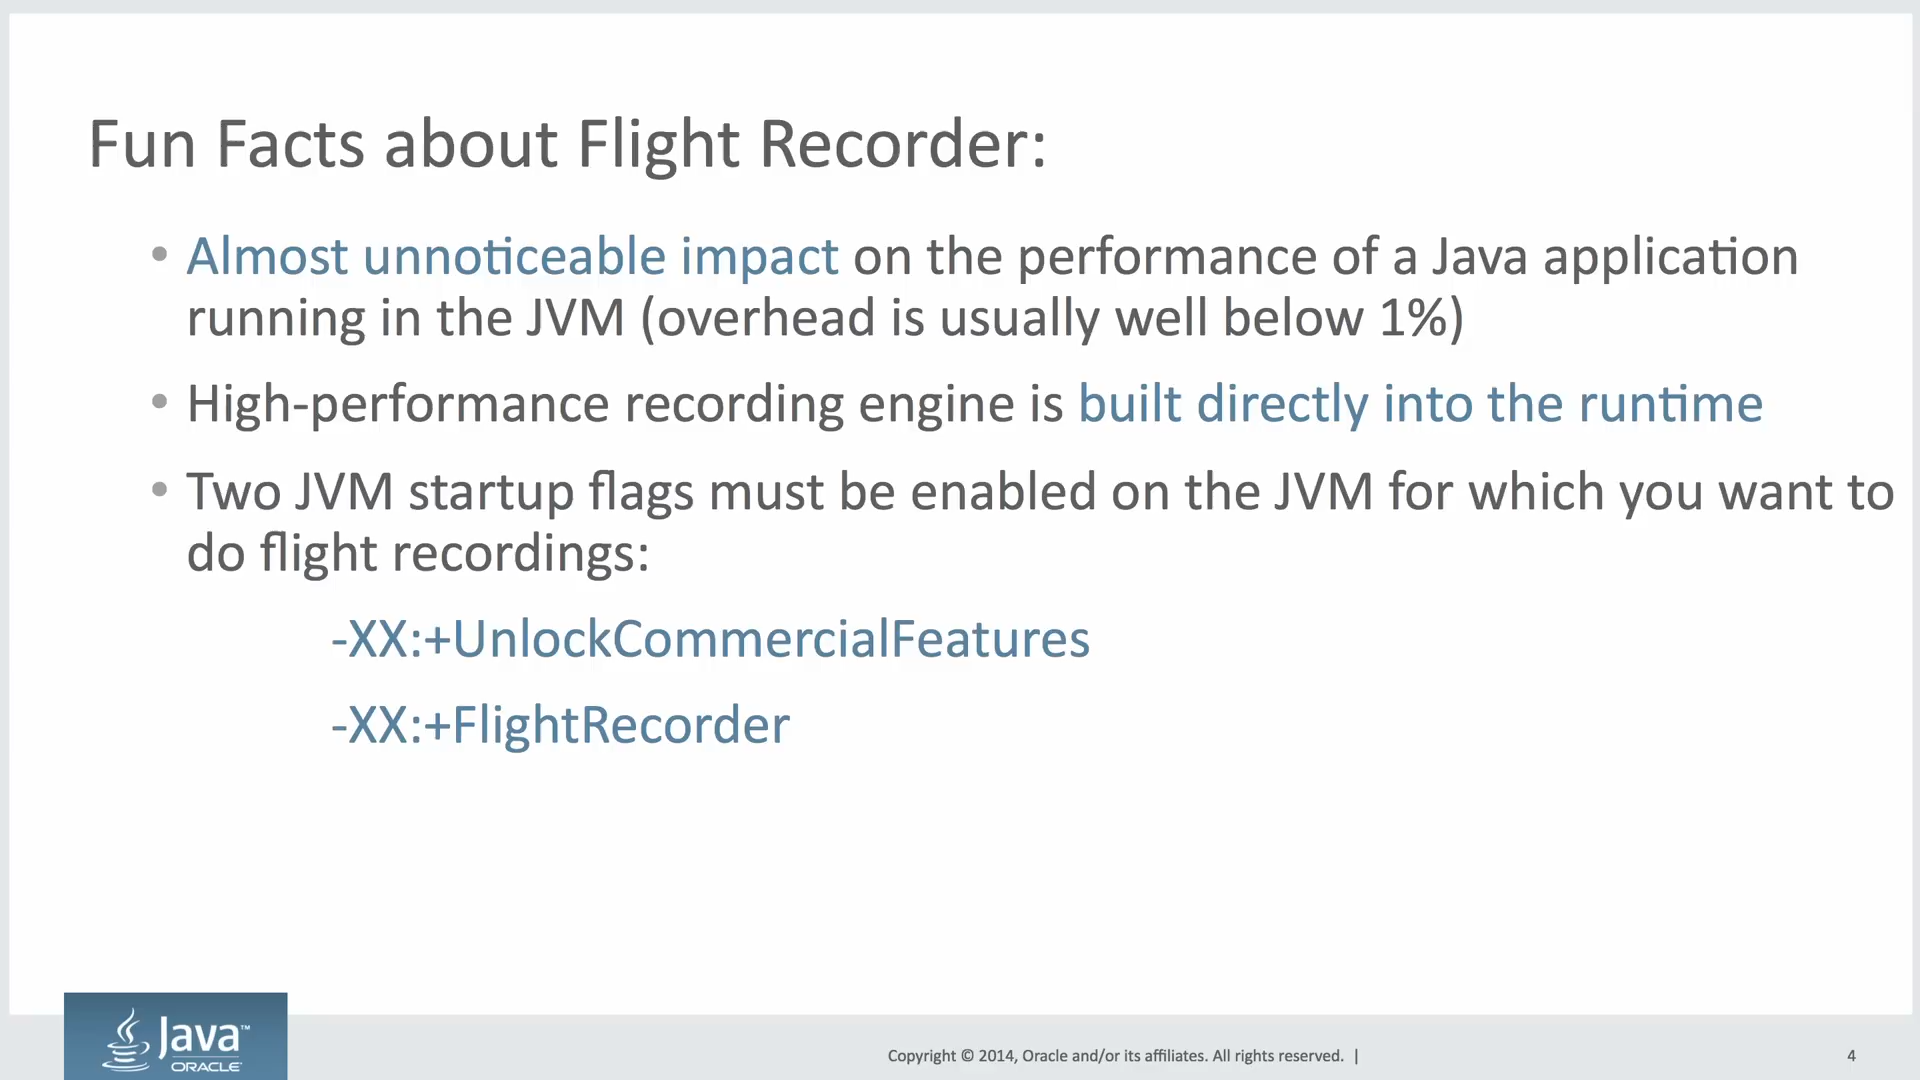 Fun Facts about Flight Recorder:
• Almost unnoticeable impact on the performance of a Java application
running in the JVM (overhead is usually well below 1%)
• High-performance recording engine is built directly into the runtime
• Two JVM startup flags must be enabled on the JVM for which you want to
do flight recordings:
-XX:+UnlockCommercialFeatures
-XX:+FlightRecorder
Java™
ORACLE
Copyright © 2014, Oracle and/or its affiliates. All rights reserved. |
4